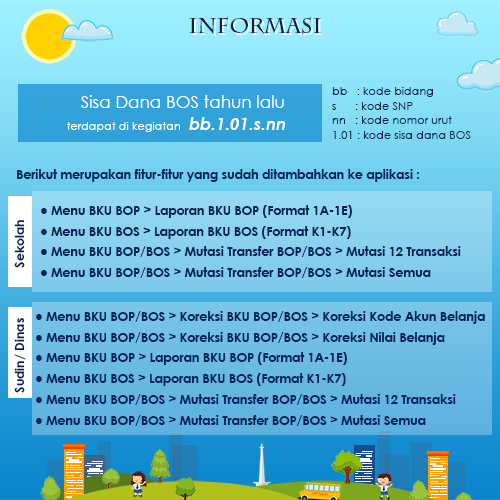 INFORMASI
Sisa Dana BOS tahun lalu
terdapat di kegiatan bb.1.01.s.nn
bb : kode bidang
s : kode SNP
nn : kode nomor urut
1.01 : kode sisa dana BOS
Berikut merupakan fitur-fitur yang sudah ditambahkan ke aplikasi :
Sekolah
● Menu BKU BOP > Laporan BKU BOP (Format 1A-1E)
● Menu BKU BOS > Laporan BKU BOS (Format K1-K7)
● Menu BKU BOP/BOS > Mutasi Transfer BOP/BOS > Mutasi 12 Transaksi
● Menu BKU BOP/BOS > Mutasi Transfer BOP/BOS > Mutasi Semua
Sudin/ Dinas
● Menu BKU BOP/BOS > Koreksi BKU BOP/BOS > Koreksi Kode Akun Belanja
● Menu BKU BOP/BOS > Koreksi BKU BOP/BOS > Koreksi Nilai Belanja
● Menu BKU BOP > Laporan BKU BOP (Format 1A-1E)
● Menu BKU BOS > Laporan BKU BOS (Format K1-K7)
● Menu BKU BOP/BOS > Mutasi Transfer BOP/BOS > Mutasi 12 Transaksi
● Menu BKU BOP/BOS > Mutasi Transfer BOP/BOS > Mutasi Semua